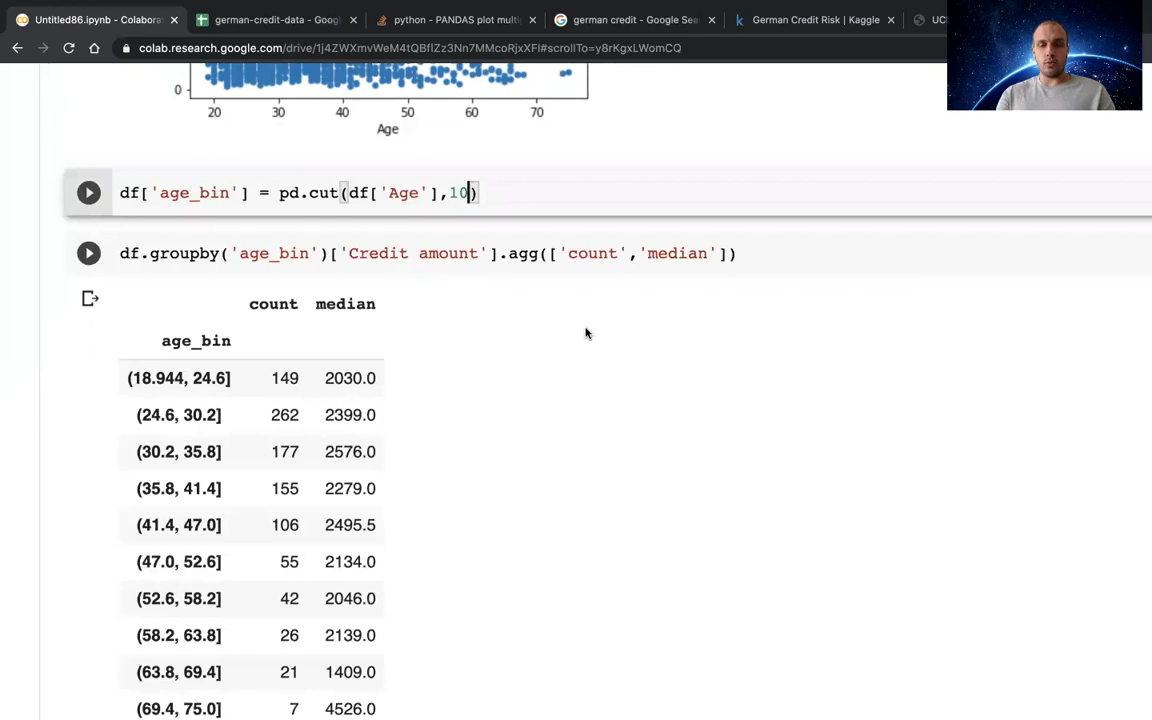 Untitled86.ipynb - Colabora
german-credit-data - Goog
python - PANDAS plot multi
german credit - Google Sea
German Credit Risk | Kaggle
UCI
colab.research.google.com/drive/
0
20 30 40 50 60 70
Age
df['age_bin'] = pd.cut(df['Age'],10)
df.groupby('age_bin')['Credit amount'].agg(['count','median'])
count median
age_bin
(18.944, 24.6] 149 2030.0
(24.6, 30.2] 262 2399.0
(30.2, 35.8] 177 2576.0
(35.8, 41.4] 155 2279.0
(41.4, 47.0] 106 2495.5
(47.0, 52.6] 55 2134.0
(52.6, 58.2] 42 2046.0
(58.2, 63.8] 26 2139.0
(63.8, 69.4] 21 1409.0
(69.4, 75.0] 7 4526.0